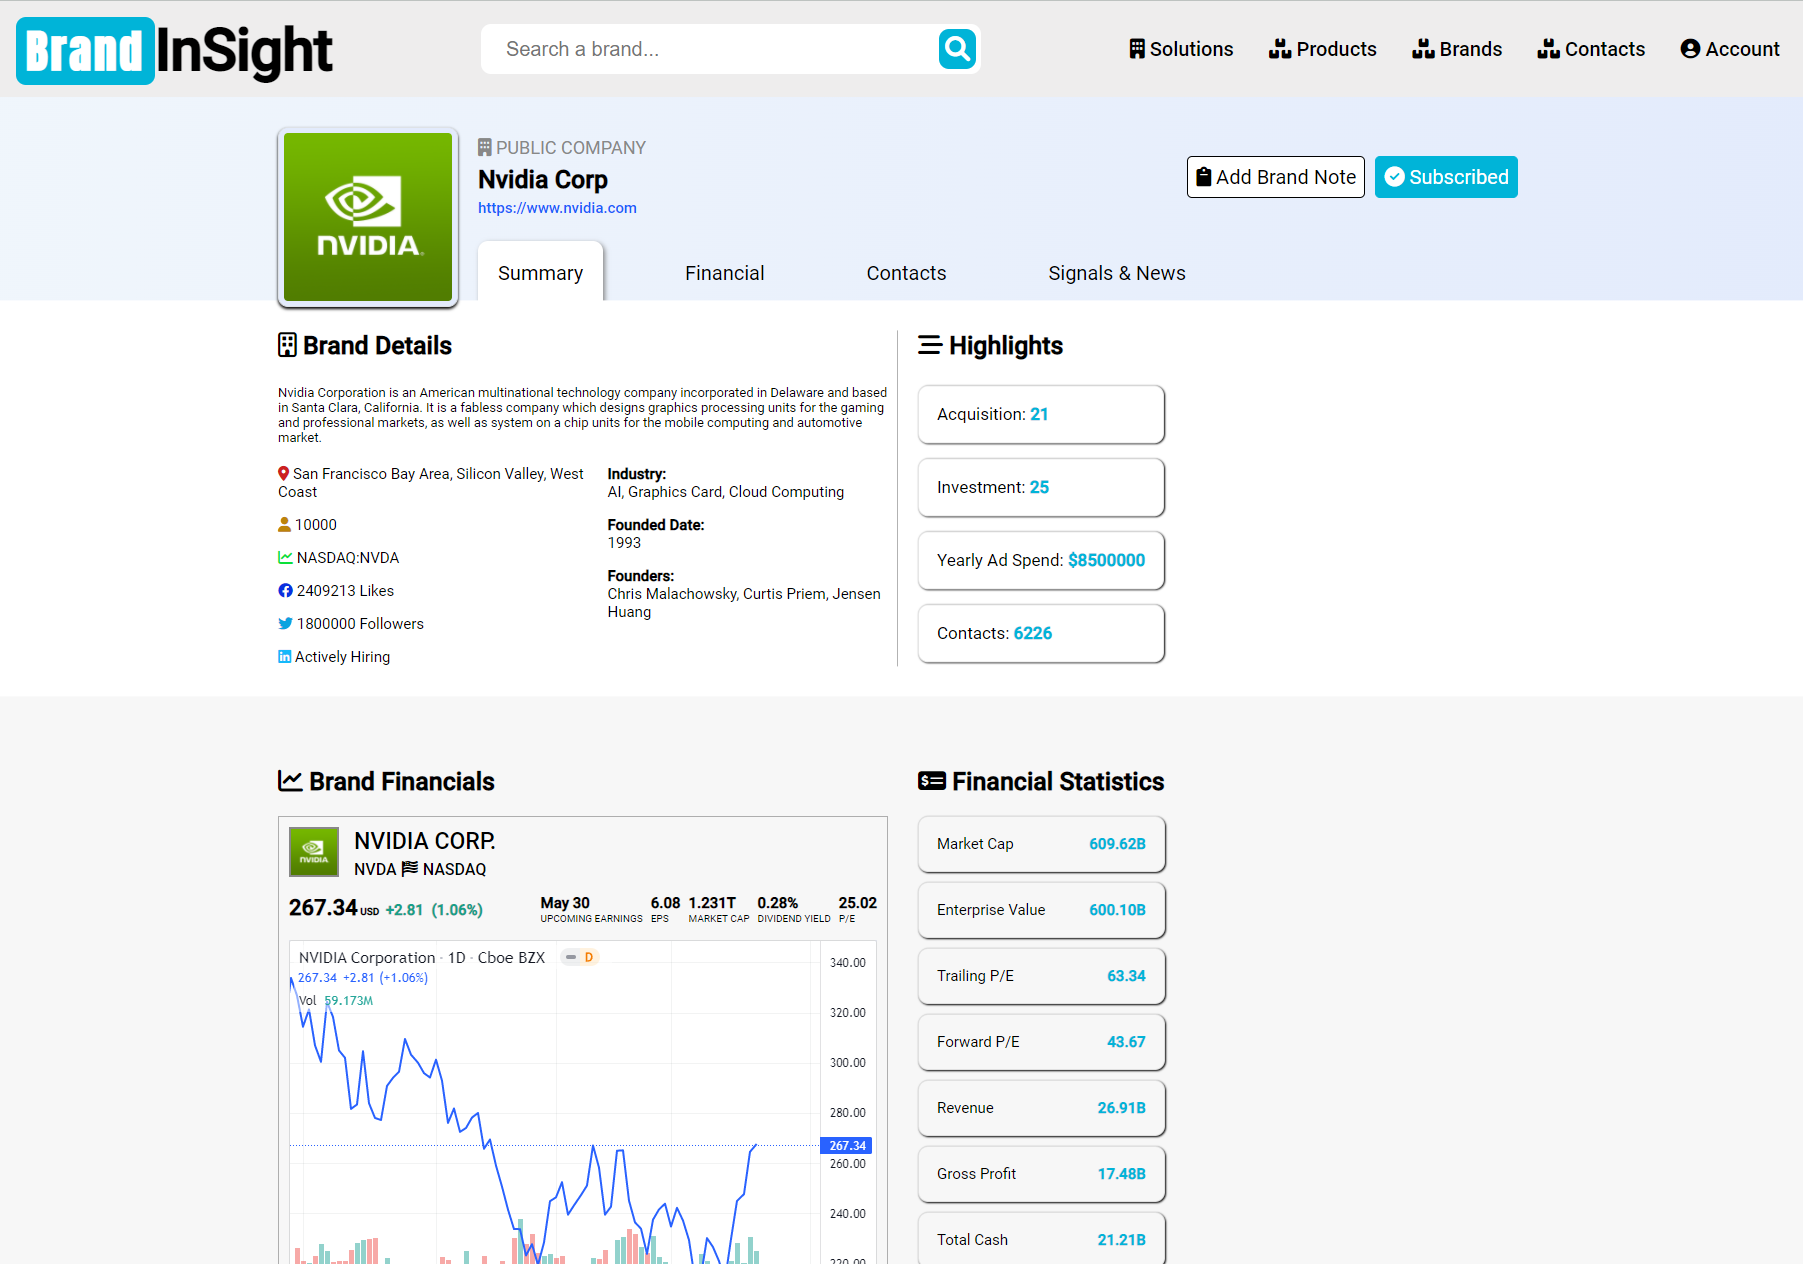 Brand InSight
Search a brand...
Solutions
Products
Brands
Contacts
Account
NVIDIA
PUBLIC COMPANY
Nvidia Corp
https://www.nvidia.com
Add Brand Note
Subscribed
Summary
Financial
Contacts
Signals & News
Brand Details
Nvidia Corporation is an American multinational technology company incorporated in Delaware and based
in Santa Clara, California. It is a fabless company which designs graphics processing units for the gaming
and professional markets, as well as system on a chip units for the mobile computing and automotive
market.
San Francisco Bay Area, Silicon Valley, West
Coast
10000
NASDAQ:NVDA
2409213 Likes
1800000 Followers
Actively Hiring
Industry:
AI, Graphics Card, Cloud Computing
Founded Date:
1993
Founders:
Chris Malachowsky, Curtis Priem, Jensen
Huang
Highlights
Acquisition: 21
Investment: 25
Yearly Ad Spend: $8500000
Contacts: 6226
Brand Financials
NVIDIA
NVIDIA CORP.
NVDA NASDAQ
267.34 USD +2.81 (1.06%)
May 30
UPCOMING EARNINGS
6.08
EPS
1.231T
MARKET CAP
0.28%
DIVIDEND YIELD
25.02
P/E
NVIDIA Corporation · 1D · Cboe BZX
D
267.34 +2.81 (+1.06%)
Vol 59.173M
340.00
320.00
300.00
280.00
267.34
260.00
240.00
220.00
Financial Statistics
Market Cap 609.62B
Enterprise Value 600.10B
Trailing P/E 63.34
Forward P/E 43.67
Revenue 26.91B
Gross Profit 17.48B
Total Cash 21.21B